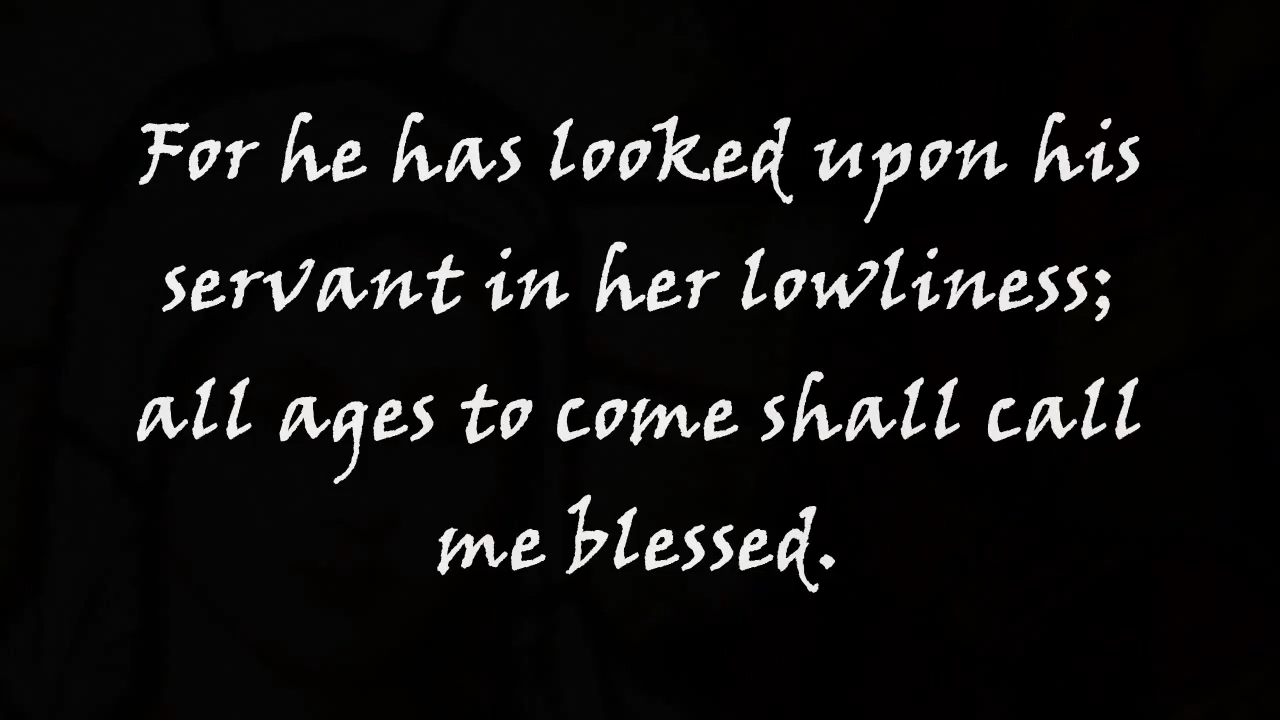 For he has looked upon his
servant in her lowliness;
all ages to come shall call
me blessed.